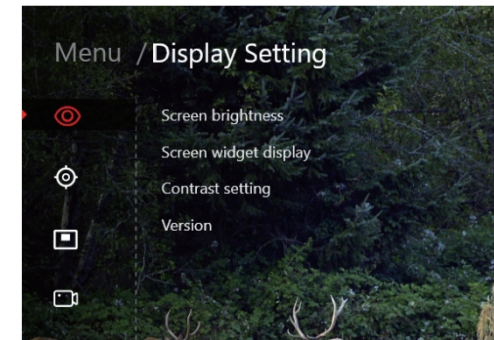 Menu / Display Setting
Screen brightness
Screen widget display
Contrast setting
Version